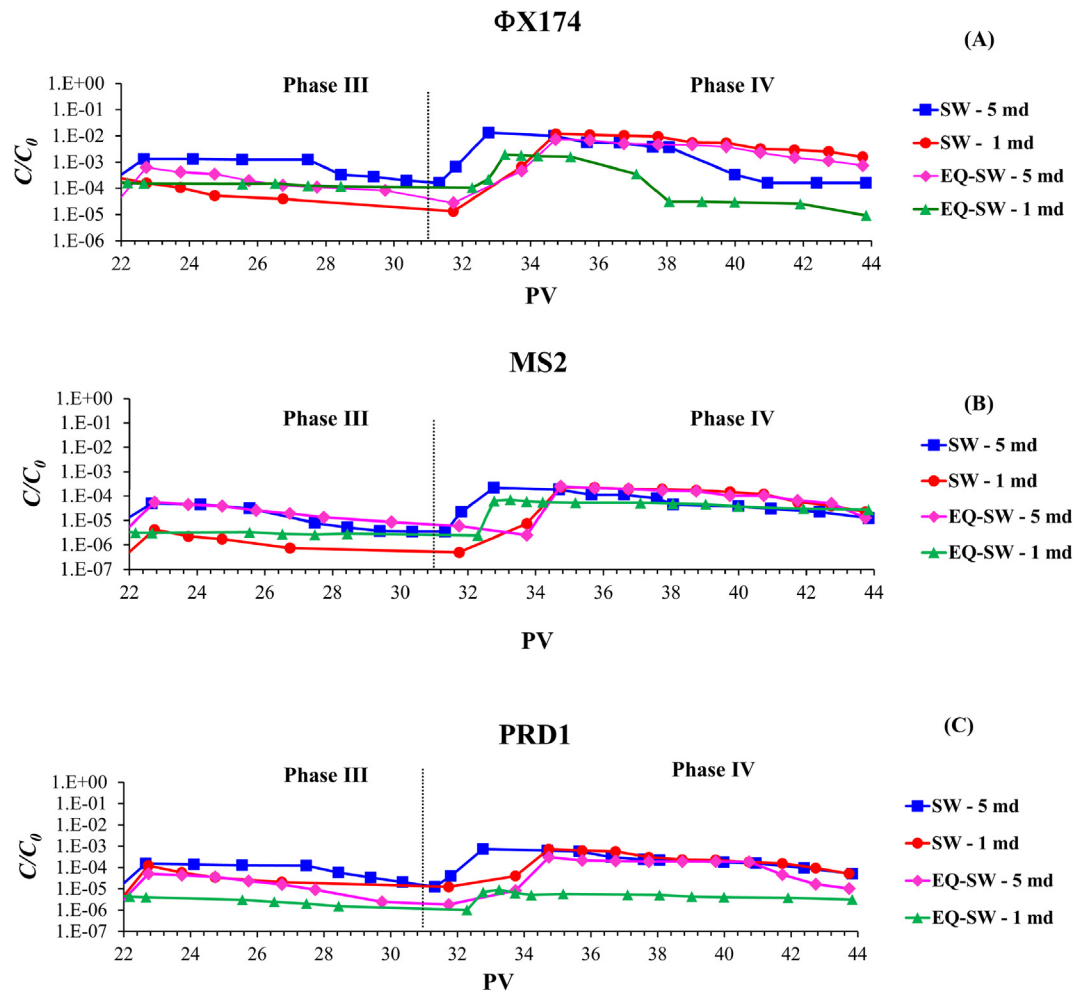 ΦX174
(A)
Phase III
Phase IV
C/C0
1.E+00
1.E-01
1.E-02
1.E-03
1.E-04
1.E-05
1.E-06
22 24 26 28 30 32 34 36 38 40 42 44
PV
SW - 5 md
SW - 1 md
EQ-SW - 5 md
EQ-SW - 1 md
MS2
(B)
Phase III
Phase IV
C/C0
1.E+00
1.E-01
1.E-02
1.E-03
1.E-04
1.E-05
1.E-06
1.E-07
22 24 26 28 30 32 34 36 38 40 42 44
PV
SW - 5 md
SW - 1 md
EQ-SW - 5 md
EQ-SW - 1 md
PRD1
(C)
Phase III
Phase IV
C/C0
1.E+00
1.E-01
1.E-02
1.E-03
1.E-04
1.E-05
1.E-06
1.E-07
22 24 26 28 30 32 34 36 38 40 42 44
PV
SW - 5 md
SW - 1 md
EQ-SW - 5 md
EQ-SW - 1 md